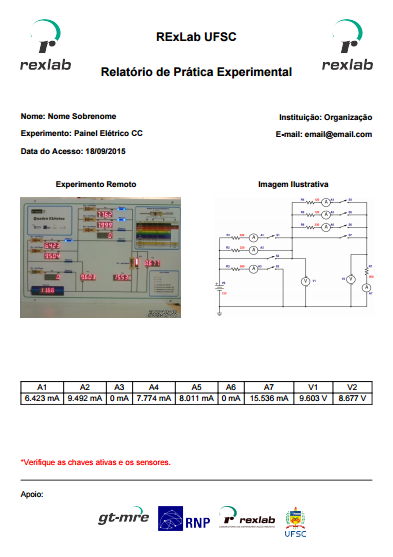 rexlab
RExLab UFSC
rexlab
Relatório de Prática Experimental
Nome: Nome Sobrenome
Instituição: Organização
Experimento: Painel Elétrico CC
E-mail: email@email.com
Data do Acesso: 18/09/2015
Experimento Remoto
Imagem Ilustrativa
A1 A2 A3 A4 A5 A6 A7 V1 V2
6.423 mA 9.492 mA 0 mA 7.774 mA 8.011 mA 0 mA 15.536 mA 9.603 V 8.677 V
*Verifique as chaves ativas e os sensores.
Apoio:
gt-mre
RNP
rexlab
UFSC